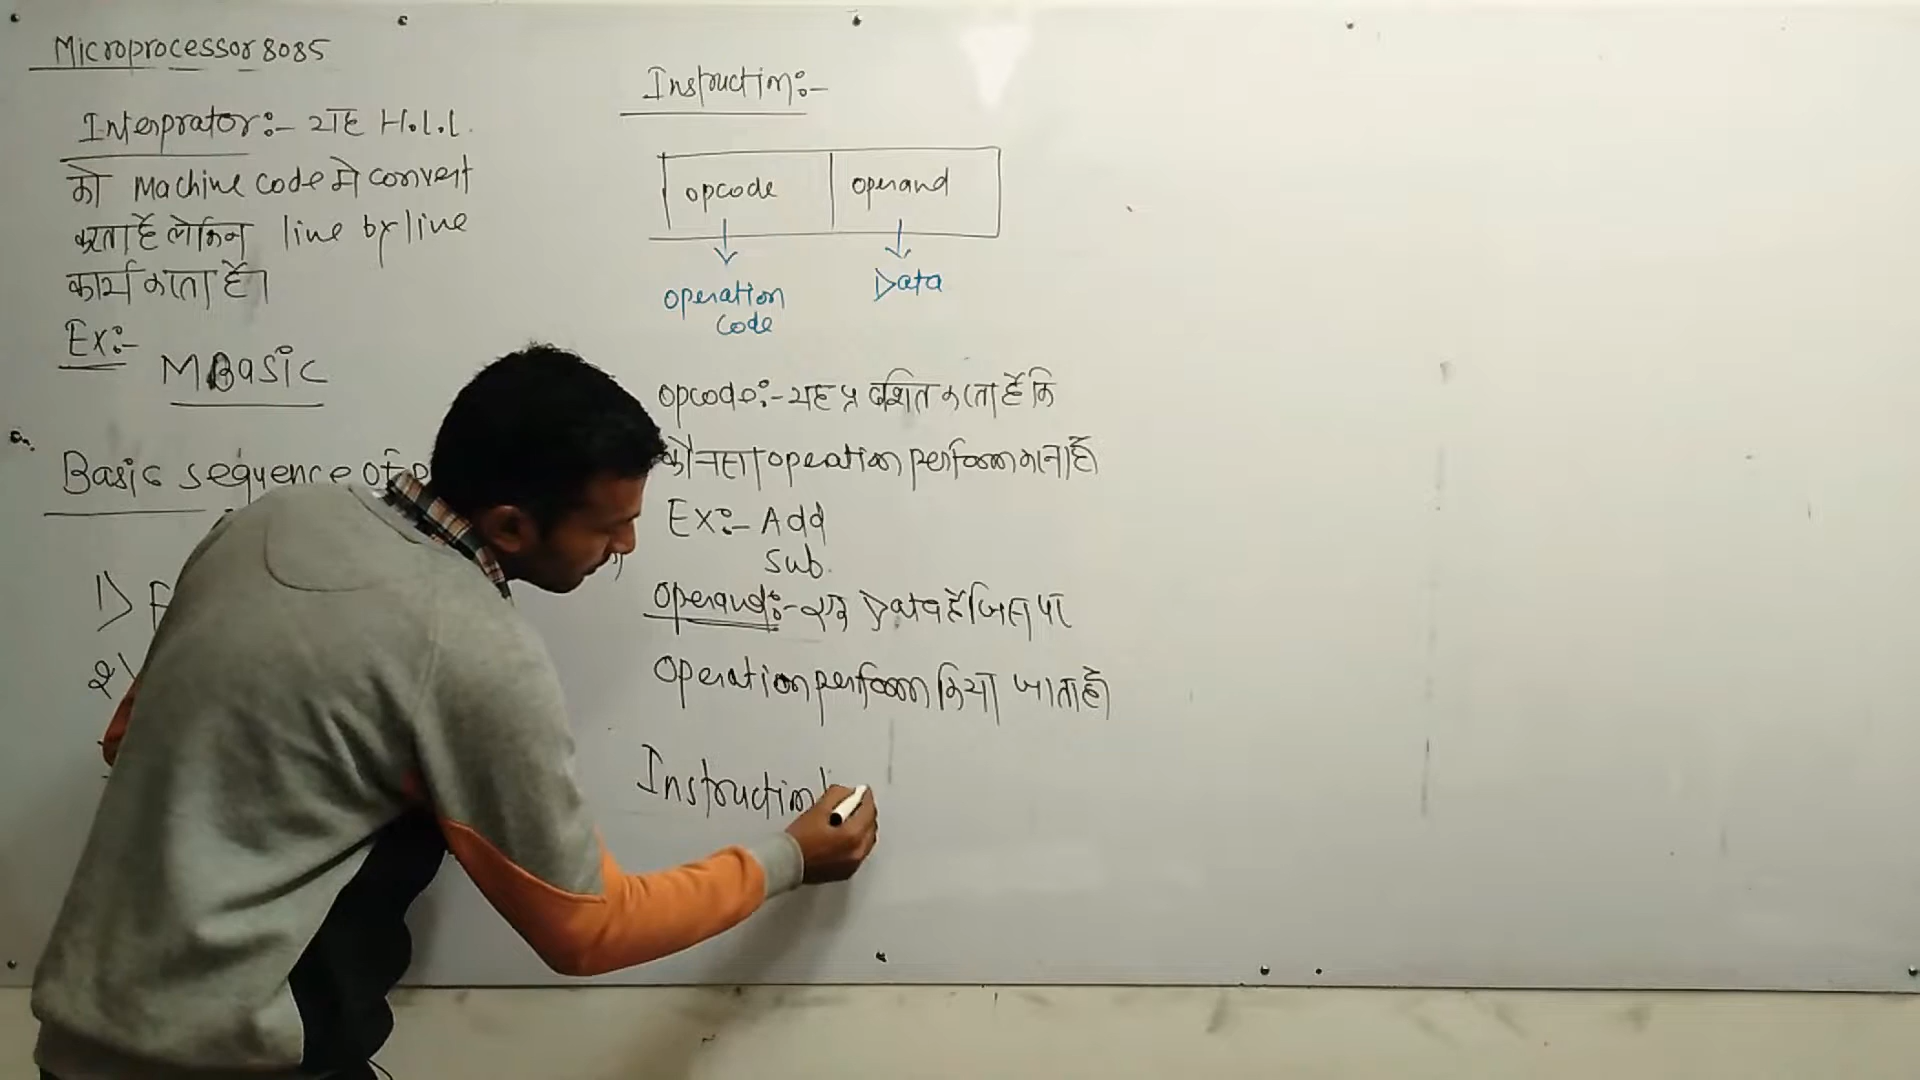 Microprocessor 8085
Interprator:- यह H.l.l.
को Machine code मे convert
करता हैं लेकिन line by line
कार्य करता हैं।
Ex:-
MBasic
Basic sequence of
1)
2)
Instruction:-
opcode operand
operation code
Data
opcode:- यह प्रदर्शित करता हैं कि
कौनसा operation perform करना हैं
Ex:- Add
Sub.
Operand:- यह Data हैं जिस पर
Operation perform किया जाता हैं
Instruction